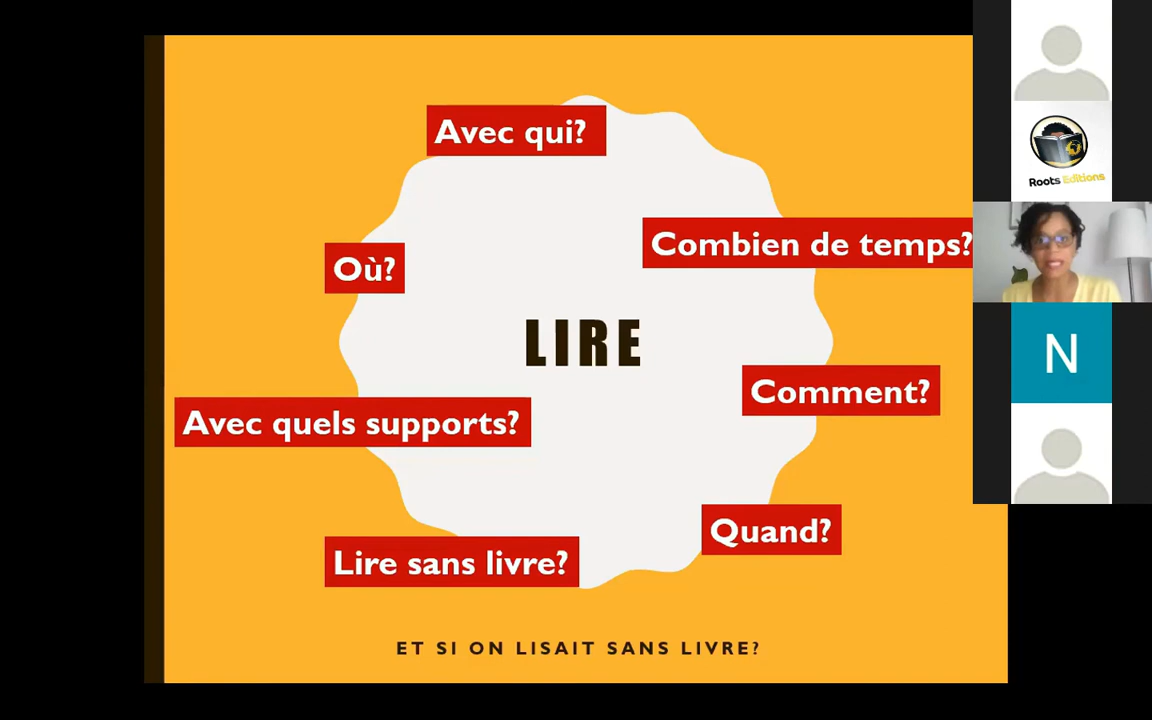 Avec qui?
Combien de temps?
Où?
LIRE
Comment?
Avec quels supports?
Quand?
Lire sans livre?
ET SI ON LISAIT SANS LIVRE?
Roots Editions
N